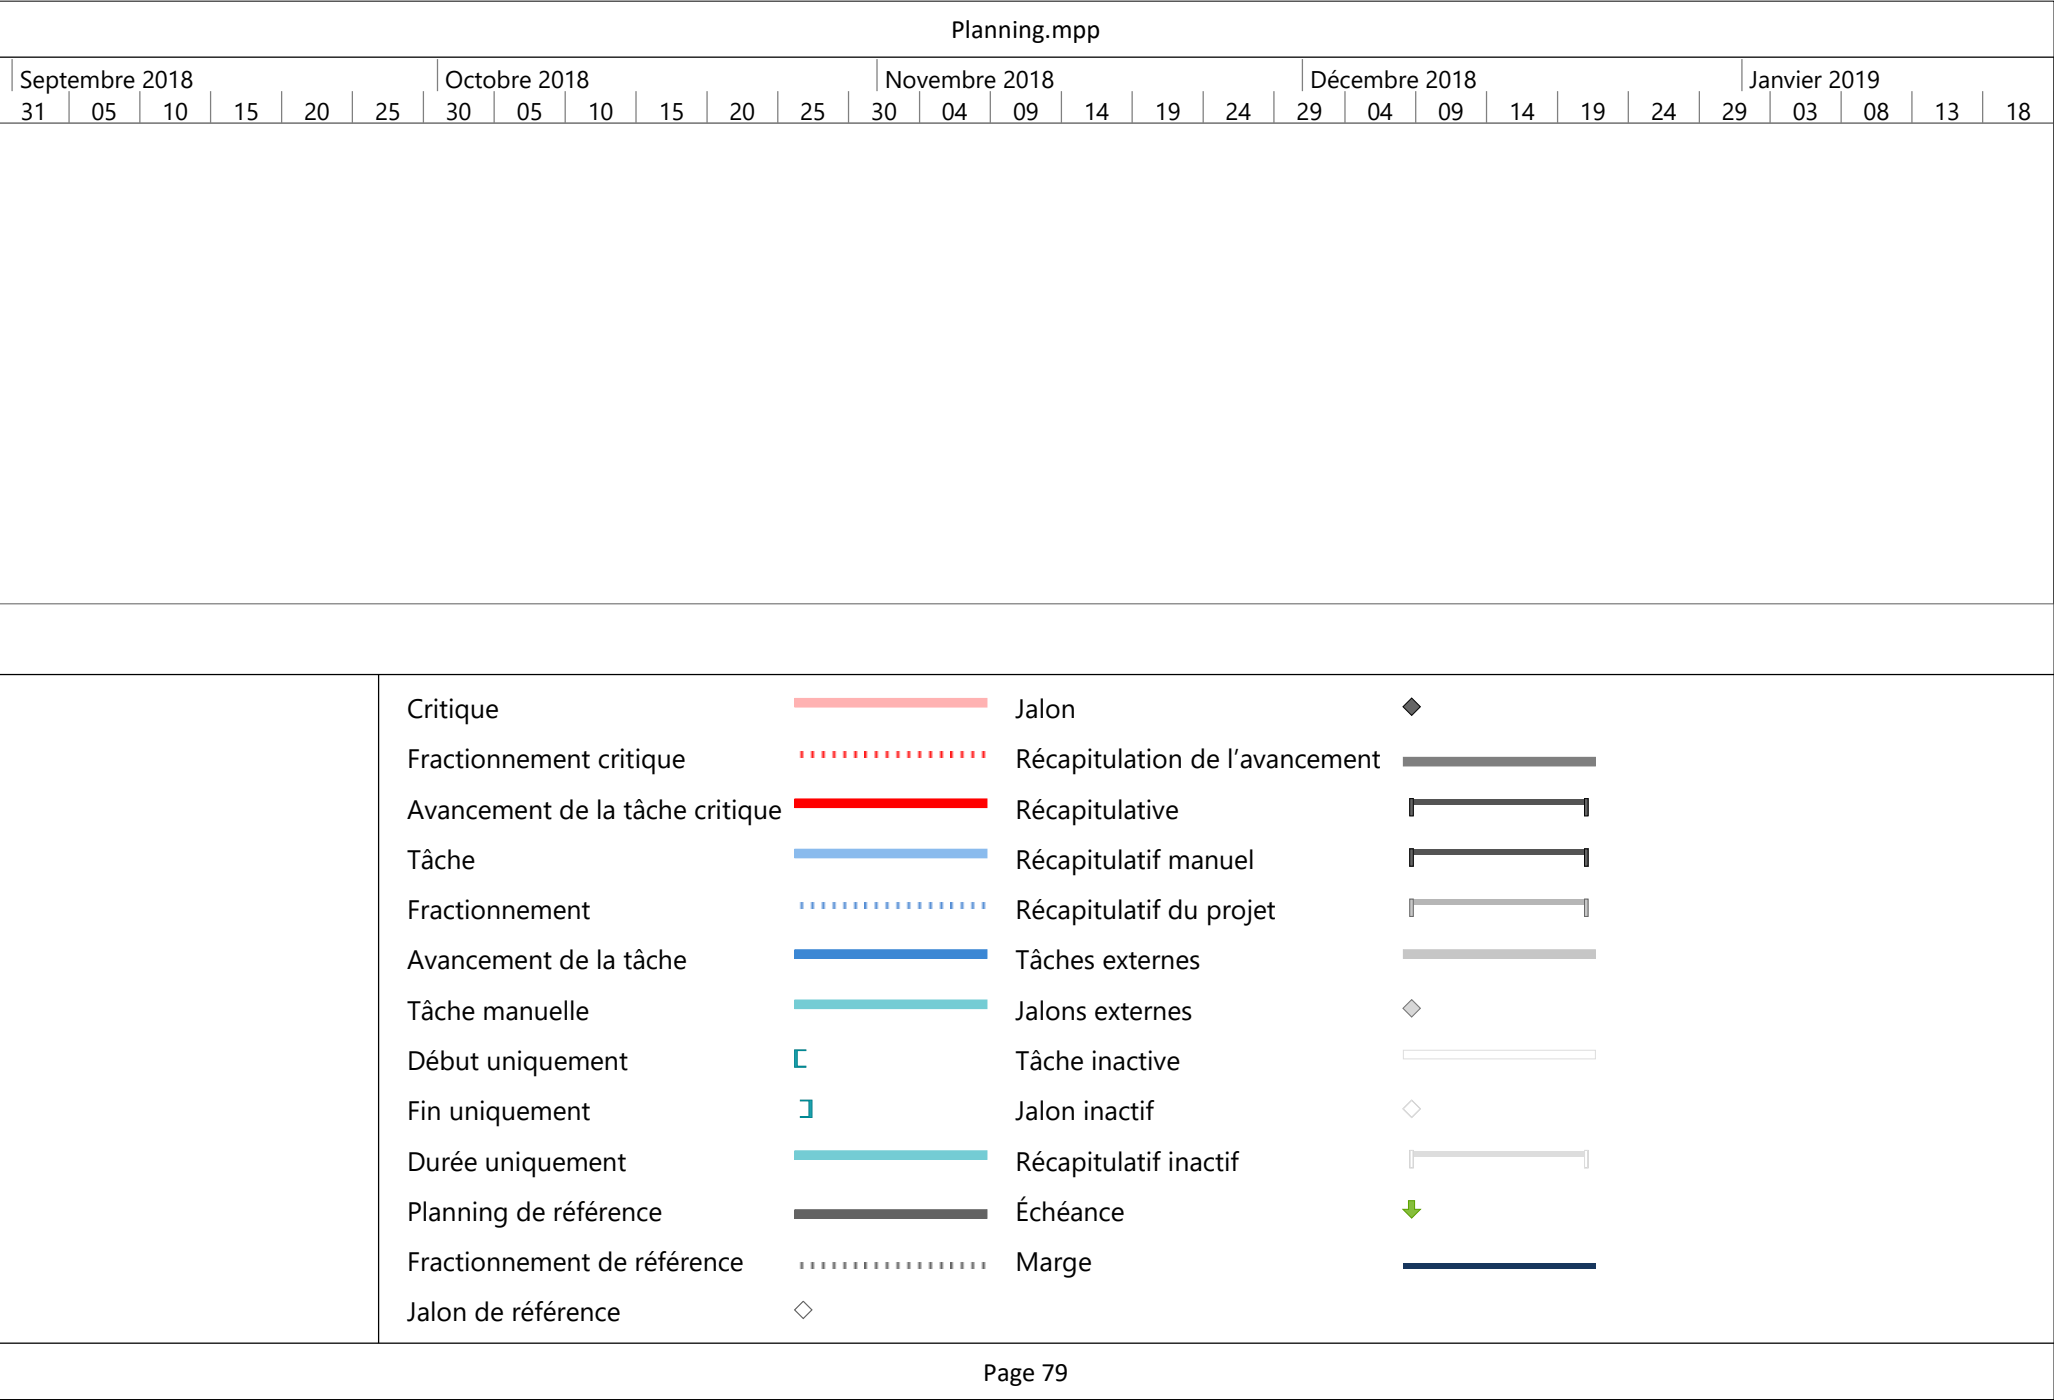 Planning.mpp
Septembre 2018 Octobre 2018 Novembre 2018 Décembre 2018 Janvier 2019
31 05 10 15 20 25 30 05 10 15 20 25 30 04 09 14 19 24 29 04 09 14 19 24 29 03 08 13 18
Critique
Fractionnement critique
Avancement de la tâche critique
Tâche
Fractionnement
Avancement de la tâche
Tâche manuelle
Début uniquement
Fin uniquement
Durée uniquement
Planning de référence
Fractionnement de référence
Jalon de référence
Jalon
Récapitulation de l’avancement
Récapitulative
Récapitulatif manuel
Récapitulatif du projet
Tâches externes
Jalons externes
Tâche inactive
Jalon inactif
Récapitulatif inactif
Échéance
Marge
Page 79